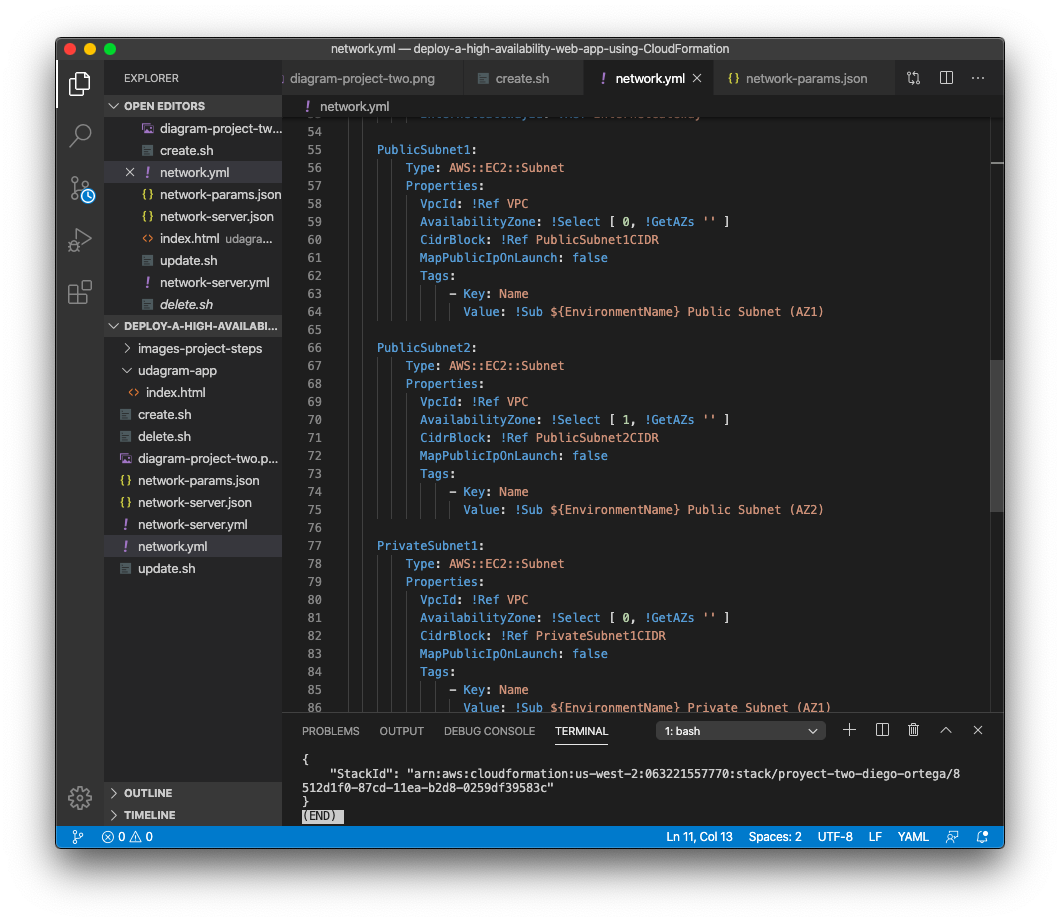 network.yml — deploy-a-high-availability-web-app-using-CloudFormation
EXPLORER
diagram-project-two.png
create.sh
! network.yml
{} network-params.json
...
OPEN EDITORS
diagram-project-tw...
create.sh
! network.yml
{} network-params.json
{} network-server.json
<> index.html udagra...
update.sh
! network-server.yml
delete.sh
DEPLOY-A-HIGH-AVAILABI...
images-project-steps
udagram-app
<> index.html
create.sh
delete.sh
diagram-project-two.p...
{} network-params.json
{} network-server.json
! network-server.yml
! network.yml
update.sh
OUTLINE
TIMELINE
! network.yml
54
55 PublicSubnet1:
56 Type: AWS::EC2::Subnet
57 Properties:
58 VpcId: !Ref VPC
59 AvailabilityZone: !Select [ 0, !GetAZs '' ]
60 CidrBlock: !Ref PublicSubnet1CIDR
61 MapPublicIpOnLaunch: false
62 Tags:
63 - Key: Name
64 Value: !Sub ${EnvironmentName} Public Subnet (AZ1)
65
66 PublicSubnet2:
67 Type: AWS::EC2::Subnet
68 Properties:
69 VpcId: !Ref VPC
70 AvailabilityZone: !Select [ 1, !GetAZs '' ]
71 CidrBlock: !Ref PublicSubnet2CIDR
72 MapPublicIpOnLaunch: false
73 Tags:
74 - Key: Name
75 Value: !Sub ${EnvironmentName} Public Subnet (AZ2)
76
77 PrivateSubnet1:
78 Type: AWS::EC2::Subnet
79 Properties:
80 VpcId: !Ref VPC
81 AvailabilityZone: !Select [ 0, !GetAZs '' ]
82 CidrBlock: !Ref PrivateSubnet1CIDR
83 MapPublicIpOnLaunch: false
84 Tags:
85 - Key: Name
86 Value: !Sub ${EnvironmentName} Private Subnet (AZ1)
PROBLEMS OUTPUT DEBUG CONSOLE TERMINAL 1: bash
{
"StackId": "arn:aws:cloudformation:us-west-2:063221557770:stack/proyect-two-diego-ortega/8
512d1f0-87cd-11ea-b2d8-0259df39583c"
}
(END)
0 0 Ln 11, Col 13 Spaces: 2 UTF-8 LF YAML